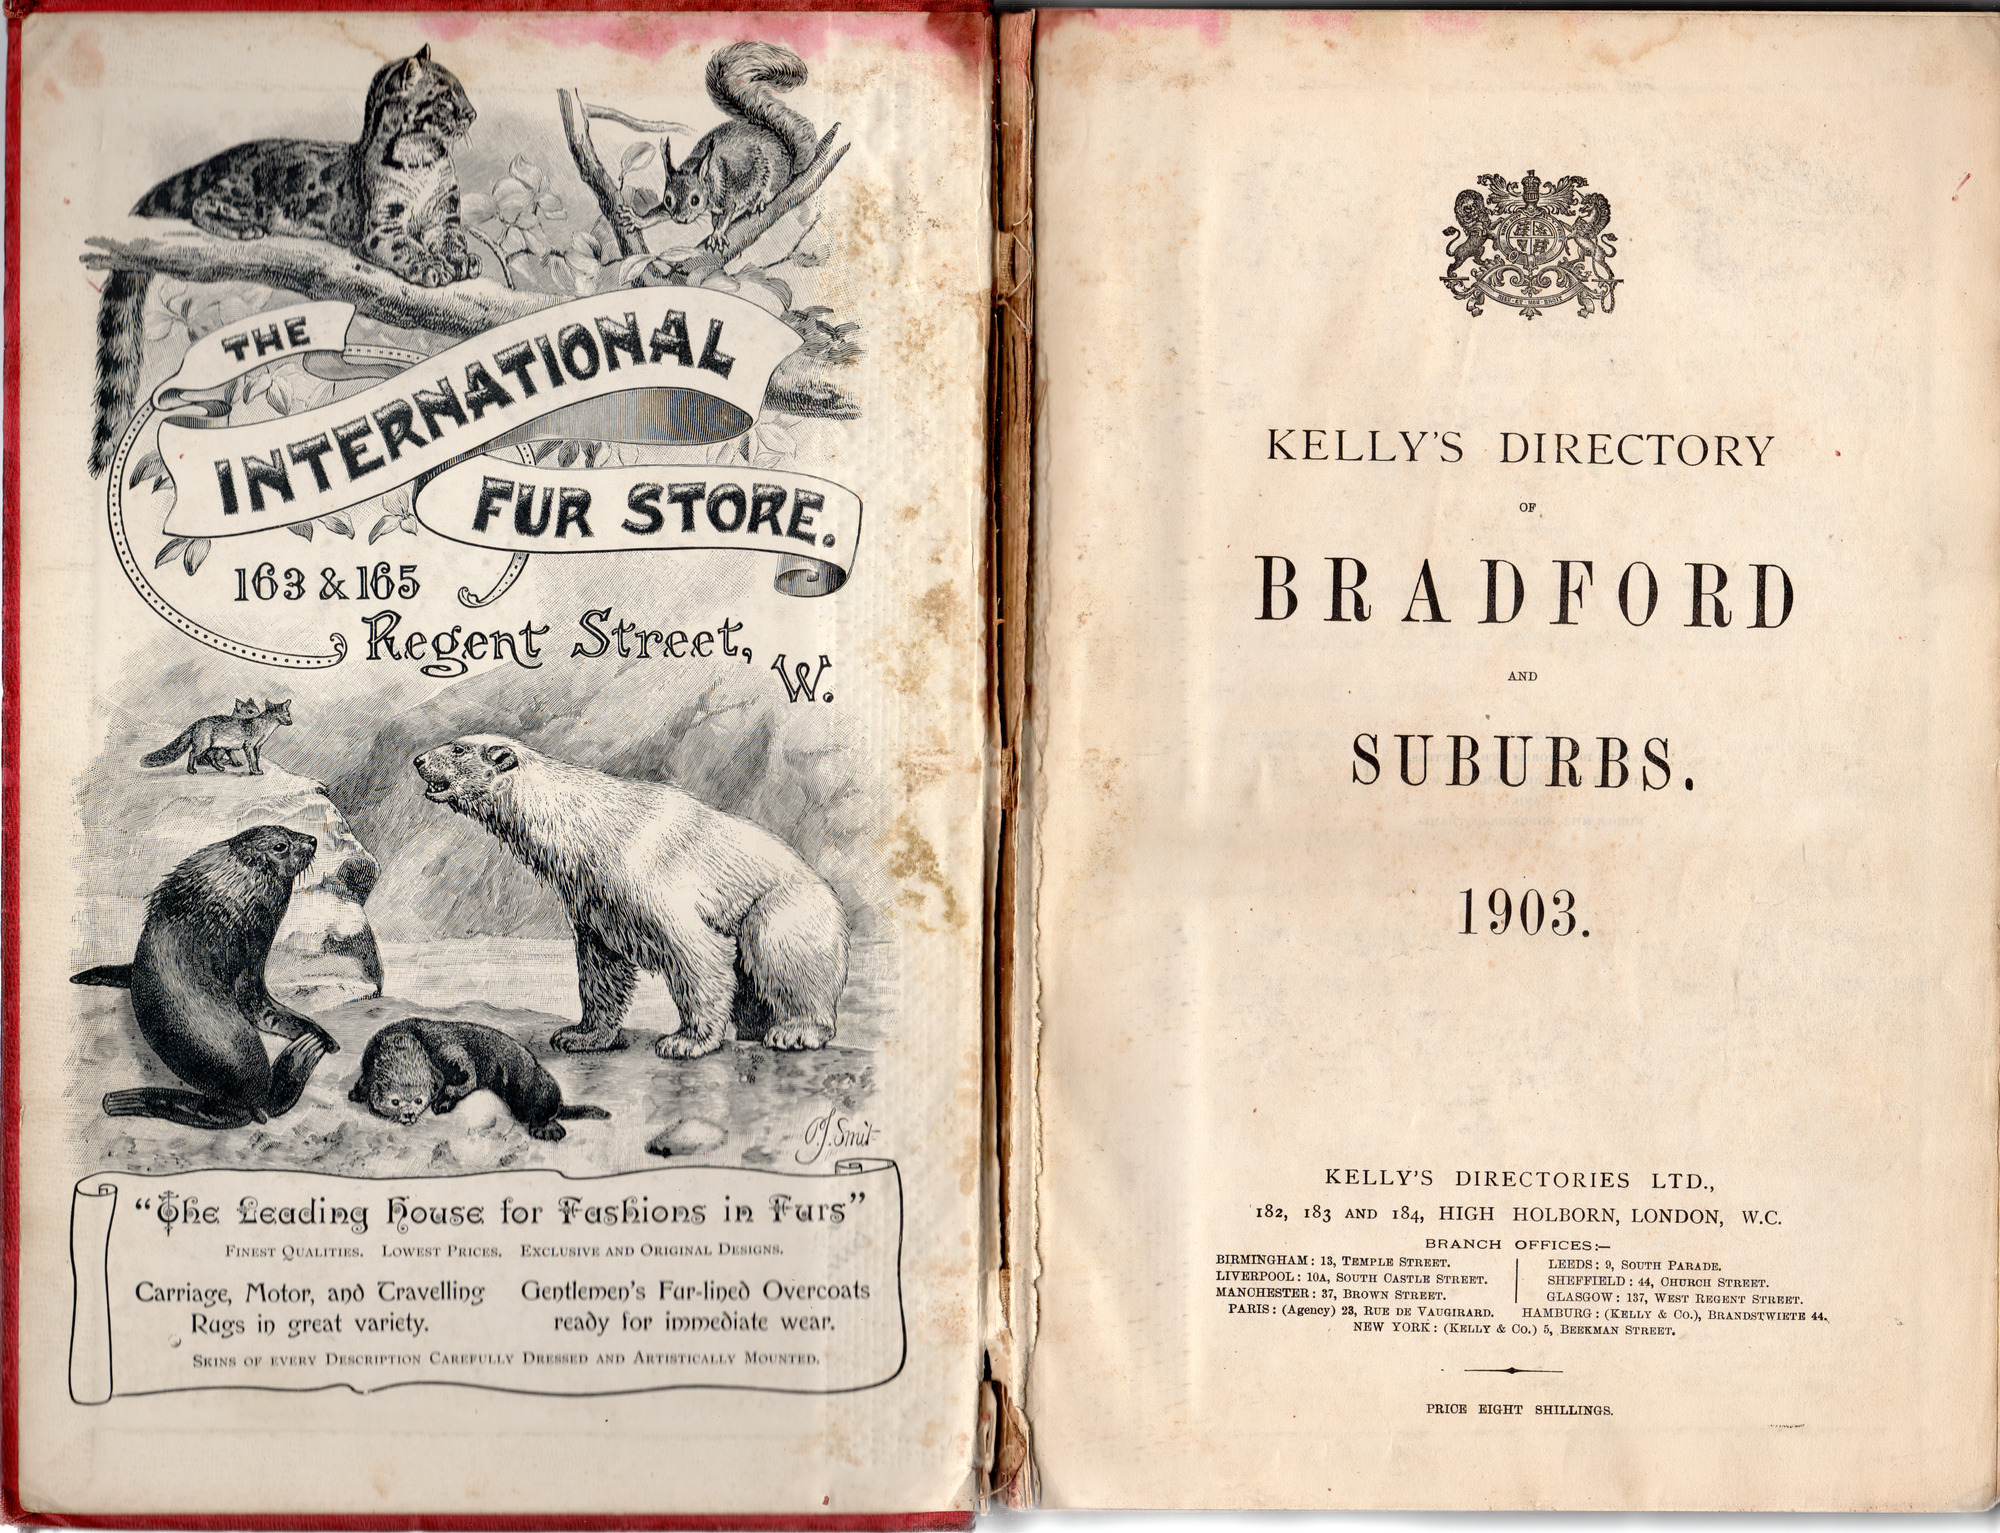 THE
INTERNATIONAL
FUR STORE.
163 & 165
Regent Street,
W.
P.J. Smit
“The Leading House for Fashions in Furs”
Finest Qualities. Lowest Prices. Exclusive and Original Designs.
Carriage, Motor, and Travelling
Rugs in great variety.
Gentlemen's Fur-lined Overcoats
ready for immediate wear.
Skins of every Description Carefully Dressed and Artistically Mounted.
KELLY'S DIRECTORY
OF
BRADFORD
AND
SUBURBS.
1903.
KELLY'S DIRECTORIES LTD.,
182, 183 AND 184, HIGH HOLBORN, LONDON, W.C.
BRANCH OFFICES:—
BIRMINGHAM: 13, Temple Street.
LIVERPOOL: 10A, South Castle Street.
MANCHESTER: 37, Brown Street.
LEEDS: 9, South Parade.
SHEFFIELD: 44, Church Street.
GLASGOW: 137, West Regent Street.
PARIS: (Agency) 23, Rue de Vaugirard. HAMBURG: (Kelly & Co.), Brandstwiete 44.
NEW YORK: (Kelly & Co.) 5, Beekman Street.
PRICE EIGHT SHILLINGS.